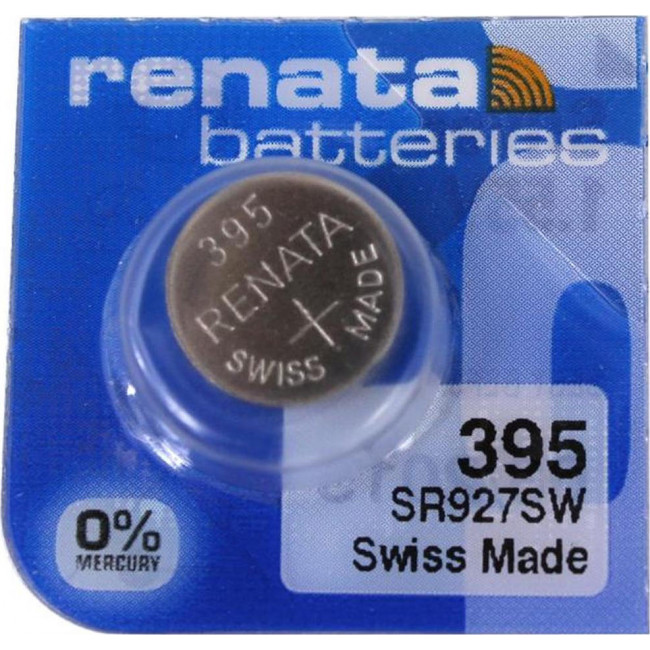 renata
batteries
395
RENATA
+
SWISS MADE
395
SR927SW
Swiss Made
0%
MERCURY